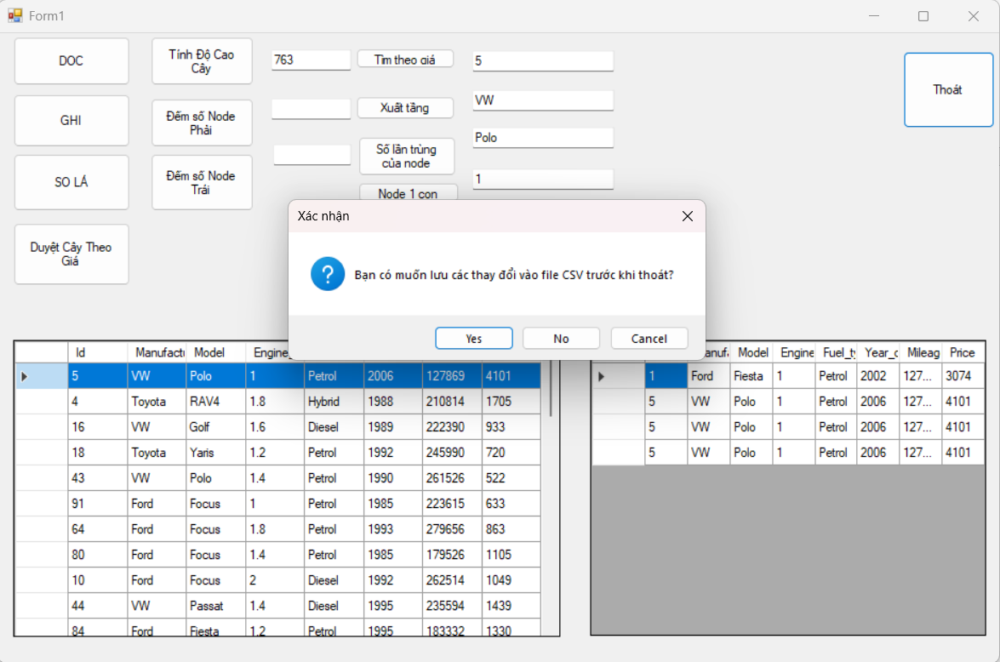 Form1
DOC
Tính Độ Cao
Cây
763
Tìm theo giá
5
Thoát
VW
GHI
Đếm số Node
Phải
Xuất tầng
Polo
Số lần trùng
của node
SO LÁ
Đếm số Node
Trái
1
Node 1 con
Xác nhận
Duyệt Cây Theo
Giá
Bạn có muốn lưu các thay đổi vào file CSV trước khi thoát?
Yes No Cancel
Id Manufactu Model Engine
5 VW Polo 1 Petrol 2006 127869 4101
4 Toyota RAV4 1.8 Hybrid 1988 210814 1705
16 VW Golf 1.6 Diesel 1989 222390 933
18 Toyota Yaris 1.2 Petrol 1992 245990 720
43 VW Polo 1.4 Petrol 1990 261526 522
91 Ford Focus 1 Petrol 1985 223615 633
64 Ford Focus 1.8 Petrol 1993 279656 863
80 Ford Focus 1.4 Petrol 1985 179526 1105
10 Ford Focus 2 Diesel 1992 262514 1049
44 VW Passat 1.4 Diesel 1995 235594 1439
84 Ford Fiesta 1.2 Petrol 1995 183332 1330
Model Engine Fuel_ty Year_o Mileag Price
1 Ford Fiesta 1 Petrol 2002 127... 3074
5 VW Polo 1 Petrol 2006 127... 4101
5 VW Polo 1 Petrol 2006 127... 4101
5 VW Polo 1 Petrol 2006 127... 4101